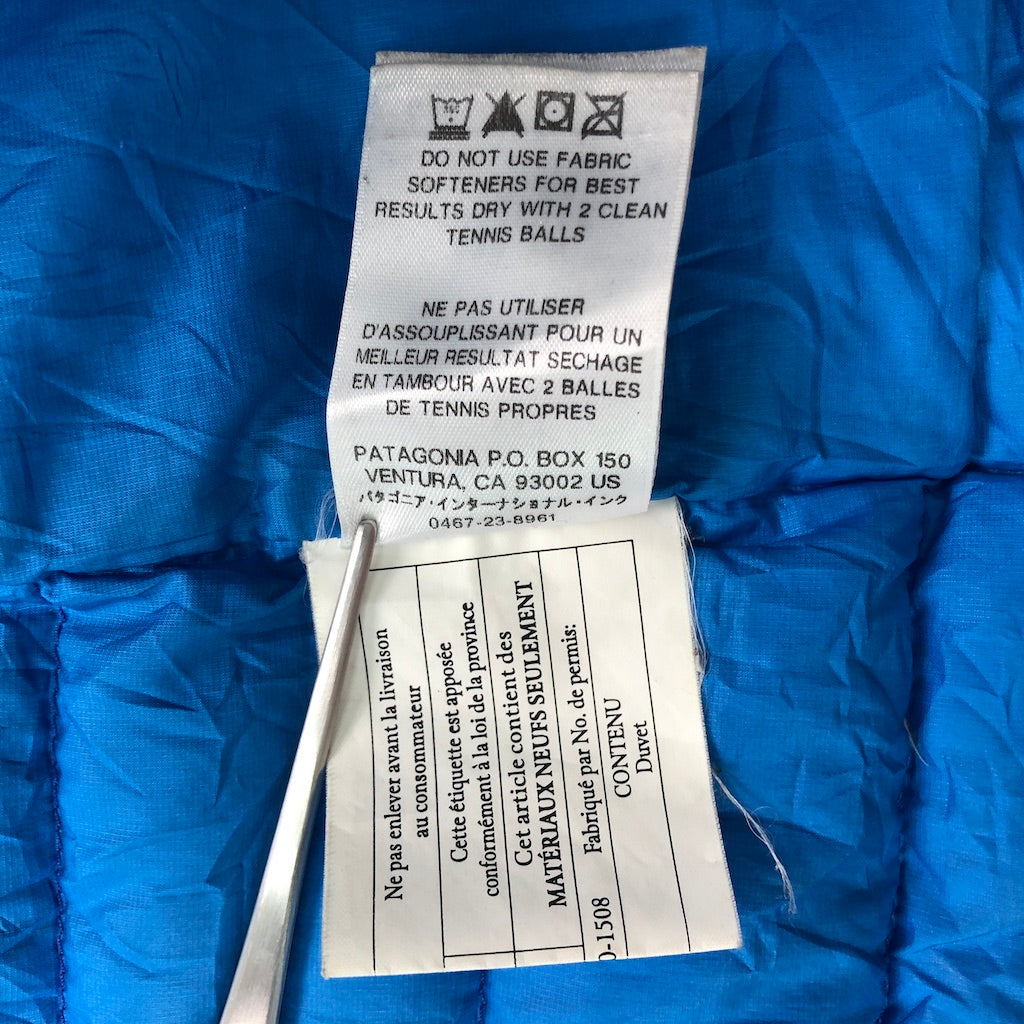 DO NOT USE FABRIC
SOFTENERS FOR BEST
RESULTS DRY WITH 2 CLEAN
TENNIS BALLS
NE PAS UTILISER
D'ASSOUPLISSANT POUR UN
MEILLEUR RESULTAT SECHAGE
EN TAMBOUR AVEC 2 BALLES
DE TENNIS PROPRES
PATAGONIA P.O. BOX 150
VENTURA, CA 93002 US
パタゴニア・インターナショナル・インク
0467-23-8961
Ne pas enlever avant la livraison
au consommateur
Cette étiquette est apposée
conformément à la loi de la province
Cet article contient des
MATÉRIAUX NEUFS SEULEMENT
Fabriqué par No. de permis:
-1508
CONTENU
Duvet